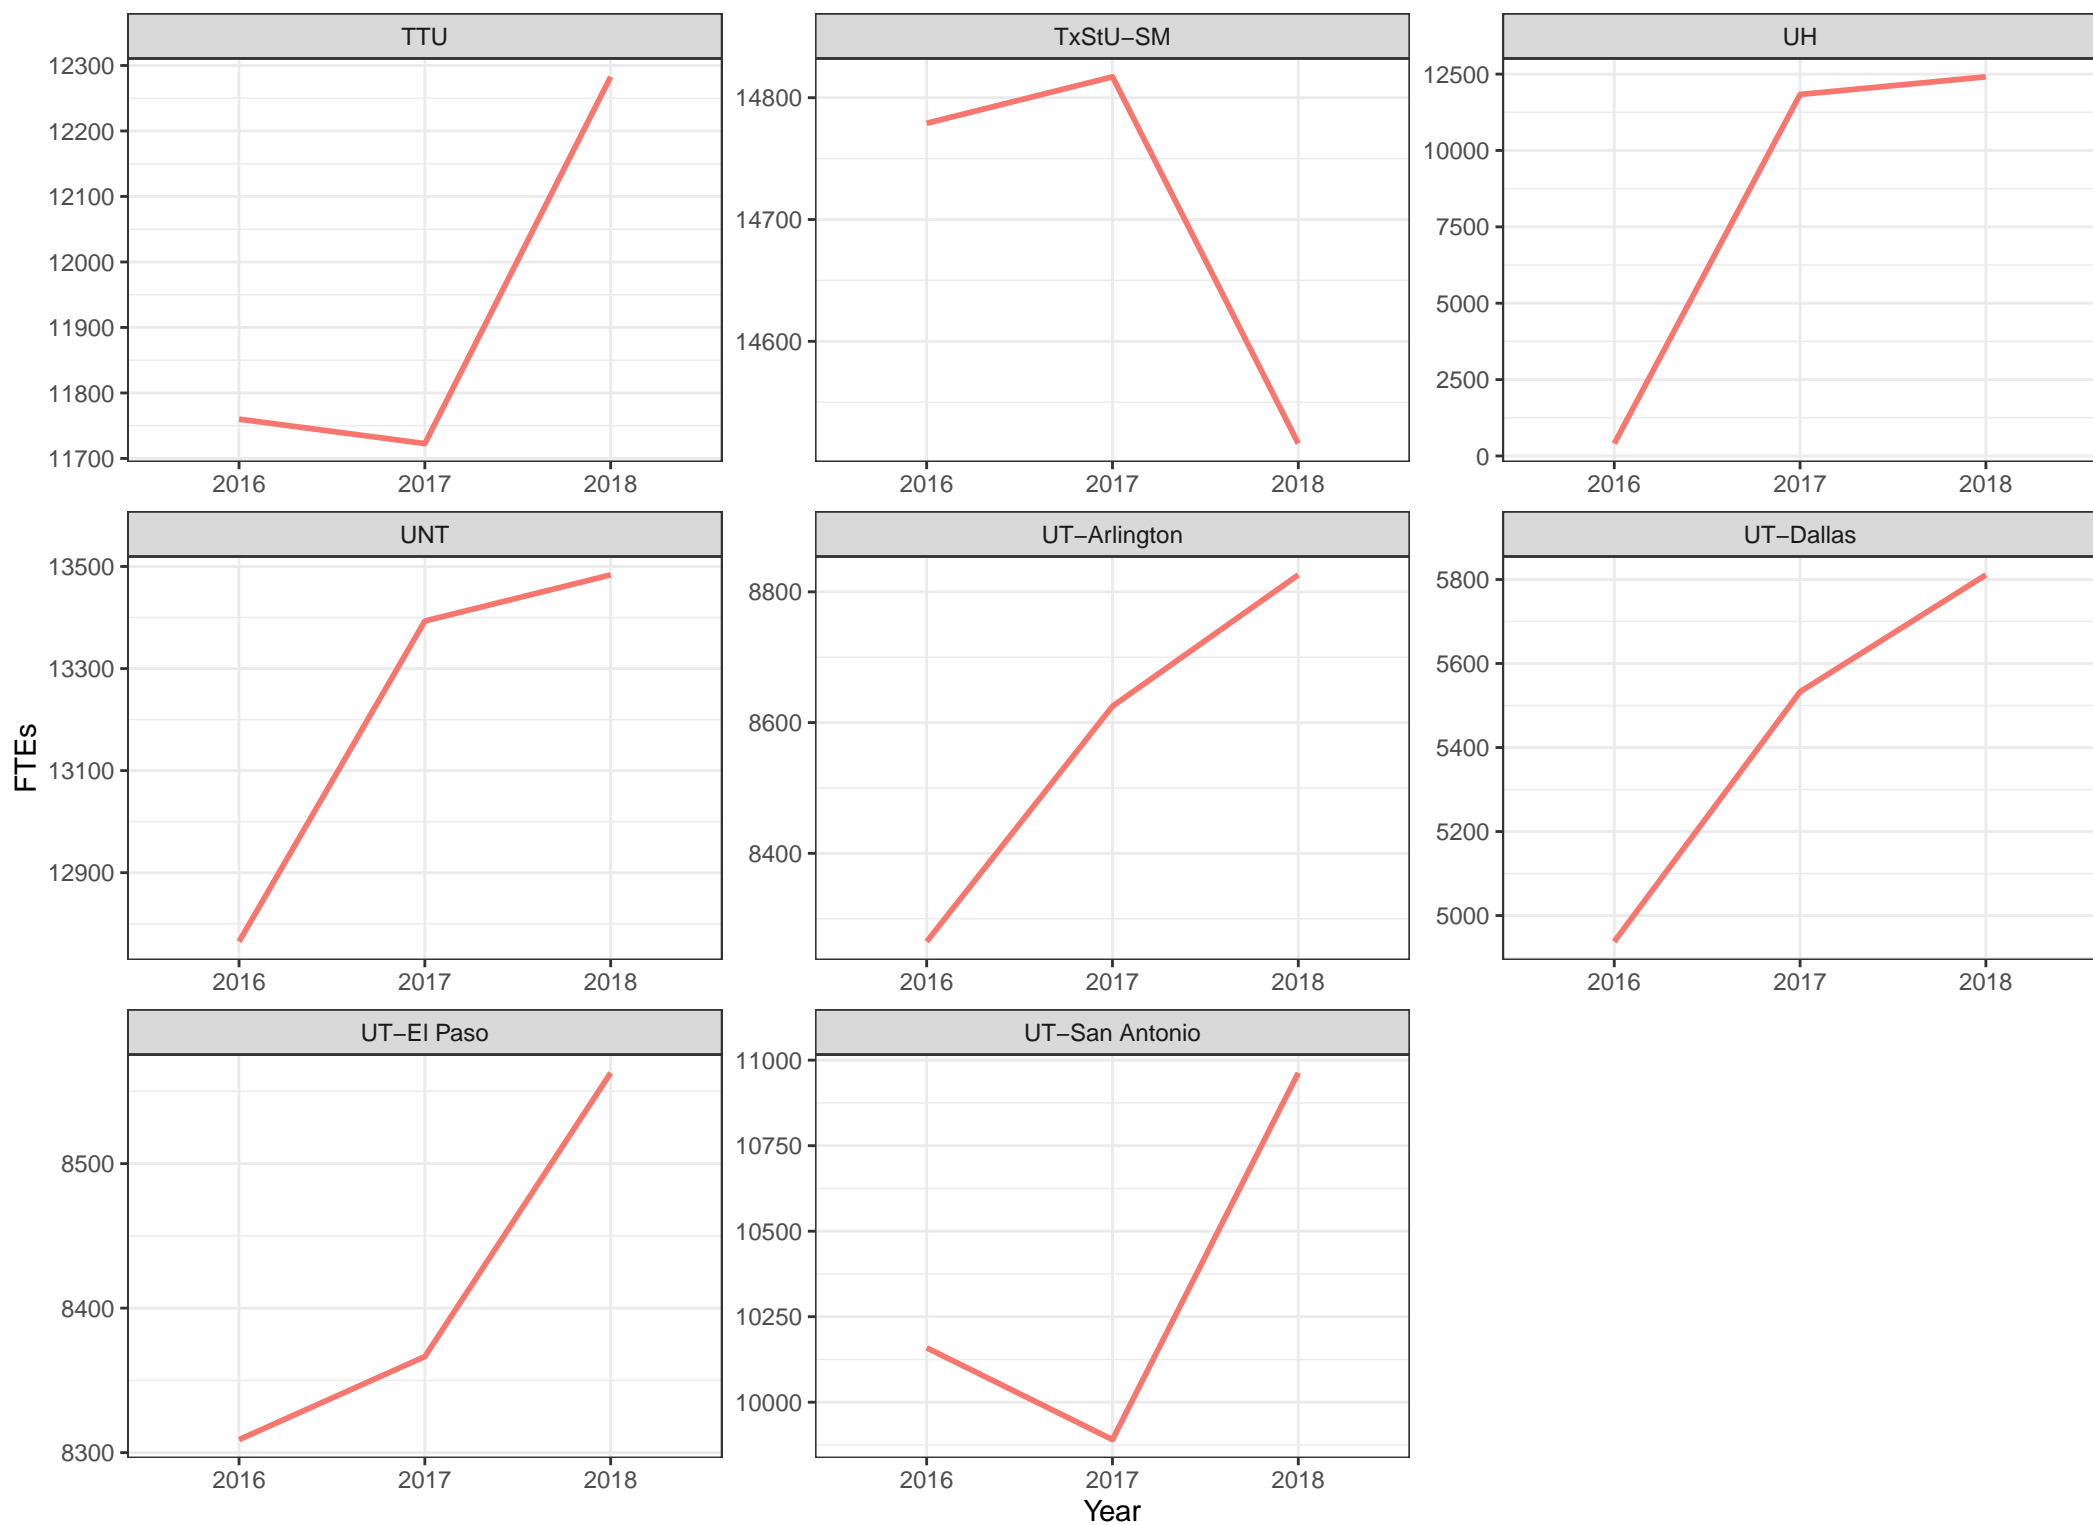 TTU
12300
12200
12100
12000
11900
11800
11700
2016 2017 2018
TxStU−SM
14800
14700
14600
2016 2017 2018
UH
12500
10000
7500
5000
2500
0
2016 2017 2018
UNT
13500
13300
13100
12900
2016 2017 2018
UT−Arlington
8800
8600
8400
2016 2017 2018
UT−Dallas
5800
5600
5400
5200
5000
2016 2017 2018
UT−El Paso
8500
8400
8300
2016 2017 2018
UT−San Antonio
11000
10750
10500
10250
10000
2016 2017 2018
FTEs
Year